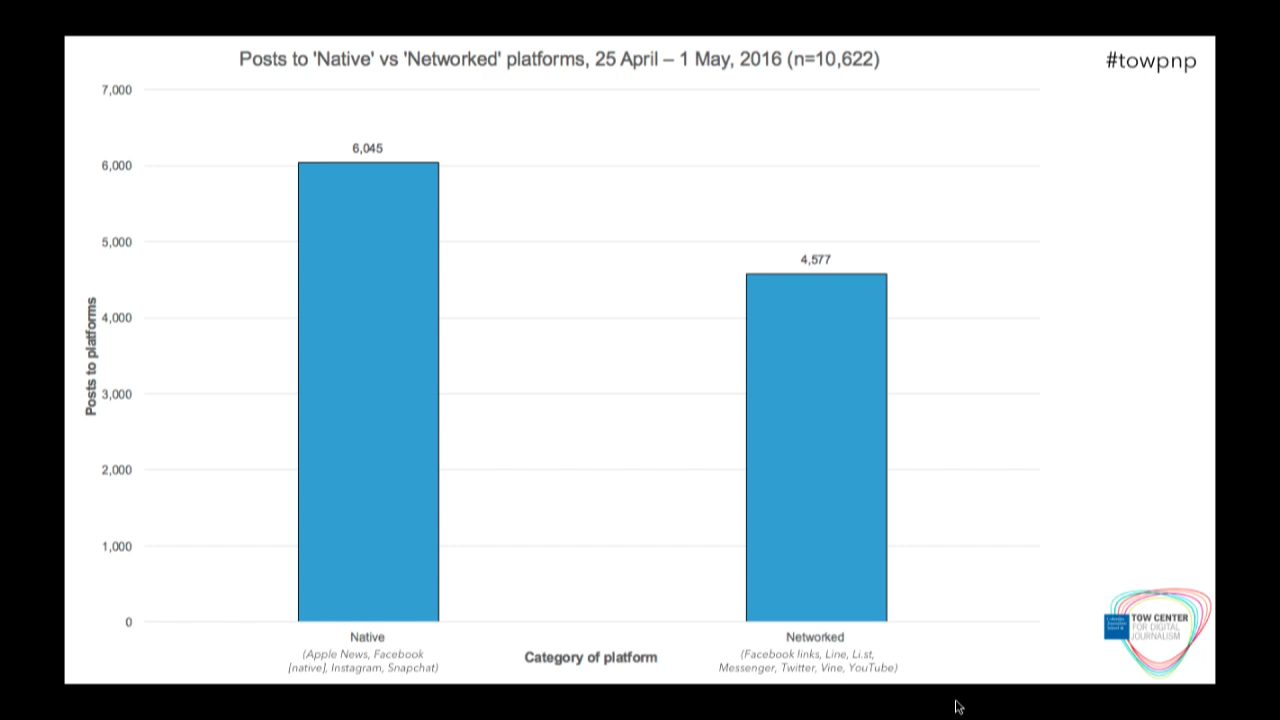 Posts to 'Native' vs 'Networked' platforms, 25 April – 1 May, 2016 (n=10,622)
#towpnp
7,000
6,000
5,000
4,000
3,000
2,000
1,000
0
Posts to platforms
6,045
4,577
Native
(Apple News, Facebook
[native], Instagram, Snapchat)
Category of platform
Networked
(Facebook links, Line, Li.st,
Messenger, Twitter, Vine, YouTube)
TOW CENTER
FOR DIGITAL
JOURNALISM